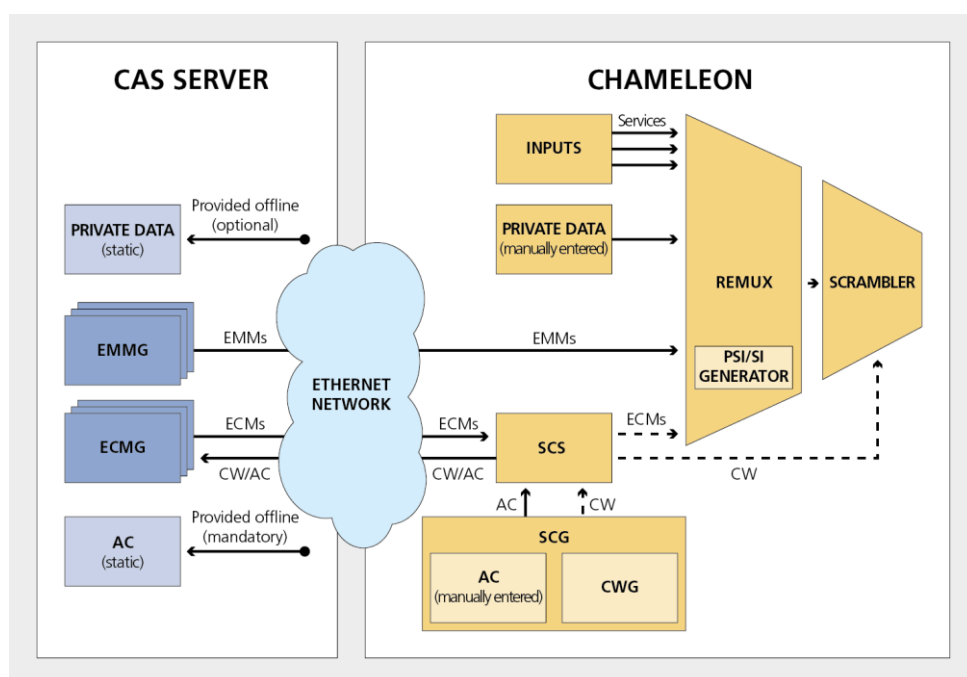 CAS SERVER
PRIVATE DATA
(static)
Provided offline
(optional)
EMMG
EMMs
ECMG
ECMs
CW/AC
AC
(static)
Provided offline
(mandatory)
ETHERNET
NETWORK
CHAMELEON
INPUTS
Services
PRIVATE DATA
(manually entered)
REMUX
SCRAMBLER
EMMs
PSI/SI
GENERATOR
ECMs
SCS
ECMs
CW/AC
CW
AC
CW
SCG
AC
(manually entered)
CWG